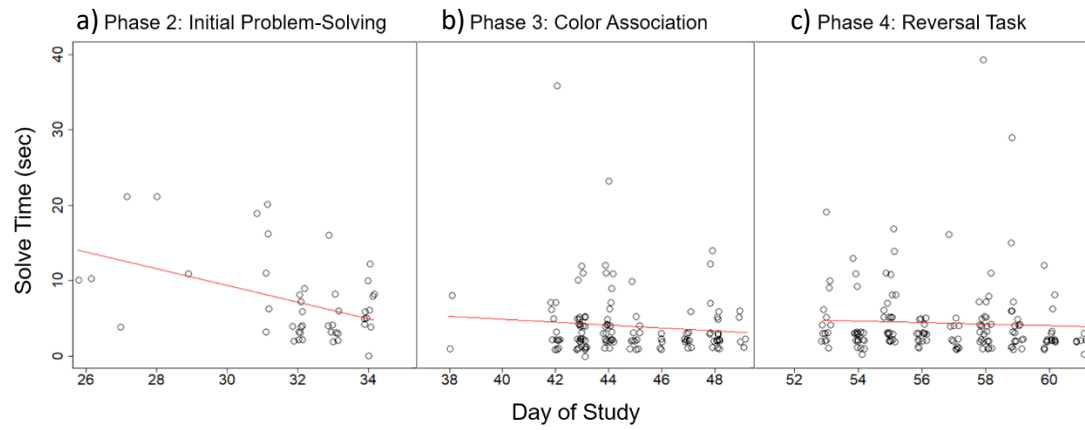 a) Phase 2: Initial Problem-Solving
b) Phase 3: Color Association
c) Phase 4: Reversal Task
Solve Time (sec)
40
30
20
10
0
26 28 30 32 34
38 40 42 44 46 48
52 54 56 58 60
Day of Study